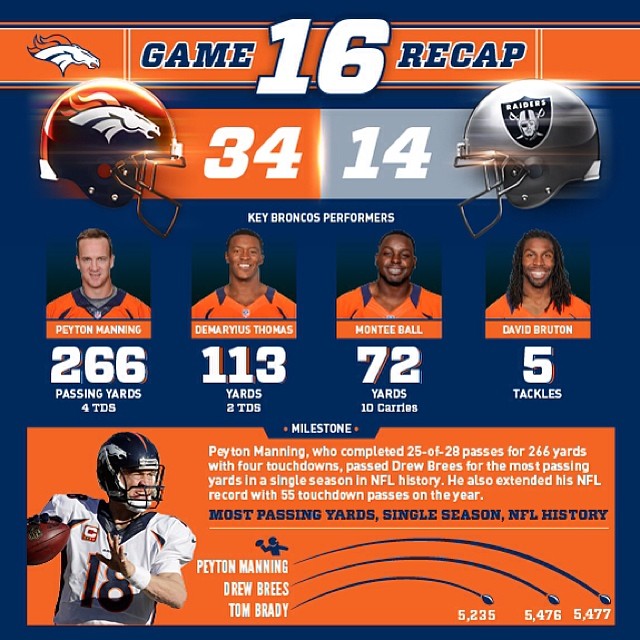 GAME 16 RECAP
RAIDERS
34 14
KEY BRONCOS PERFORMERS
PEYTON MANNING
266
PASSING YARDS
4 TDS
DEMARYIUS THOMAS
113
YARDS
2 TDS
MONTEE BALL
72
YARDS
10 Carries
DAVID BRUTON
5
TACKLES
• MILESTONE •
Peyton Manning, who completed 25-of-28 passes for 266 yards
with four touchdowns, passed Drew Brees for the most passing
yards in a single season in NFL history. He also extended his NFL
record with 55 touchdown passes on the year.
MOST PASSING YARDS, SINGLE SEASON, NFL HISTORY
PEYTON MANNING
DREW BREES
TOM BRADY
5,235 5,476 5,477
C
18